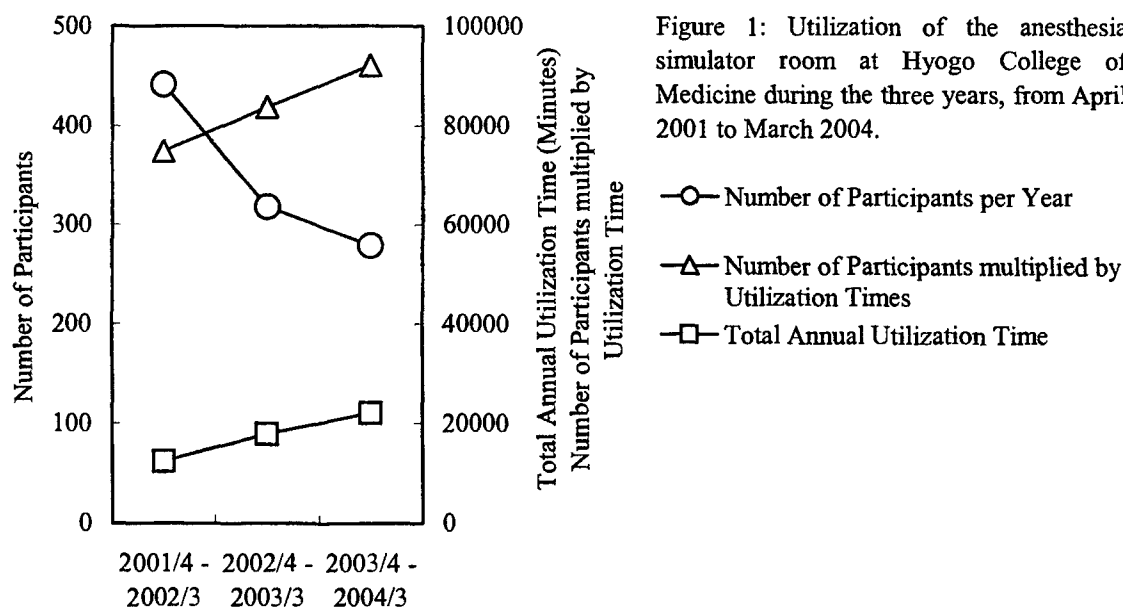 500
400
300
200
100
0
Number of Participants
100000
80000
60000
40000
20000
0
Total Annual Utilization Time (Minutes)
Number of Participants multiplied by
Utilization Time
2001/4 -
2002/3
2002/4 -
2003/3
2003/4 -
2004/3
Figure 1: Utilization of the anesthesia
simulator room at Hyogo College of
Medicine during the three years, from April
2001 to March 2004.
Number of Participants per Year
Number of Participants multiplied by
Utilization Times
Total Annual Utilization Time